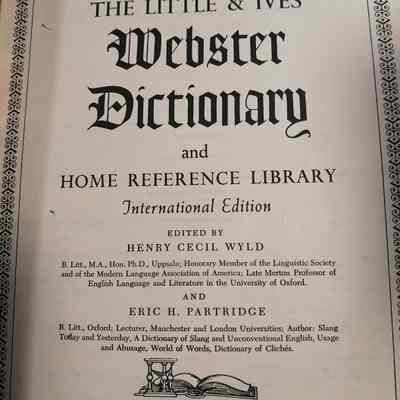 THE LITTLE & IVES
Webster
Dictionary
and
HOME REFERENCE LIBRARY
International Edition
EDITED BY
HENRY CECIL WYLD
B. Litt., M.A., Hon. Ph.D., Uppsala; Honorary Member of the Linguistic Society
and of the Modern Language Association of America; Late Merton Professor of
English Language and Literature in the University of Oxford.
AND
ERIC H. PARTRIDGE
B. Litt., Oxford; Lecturer, Manchester and London Universities; Author: Slang
Today and Yesterday, A Dictionary of Slang and Unconventional English, Usage
and Abusage, World of Words, Dictionary of Clichés.